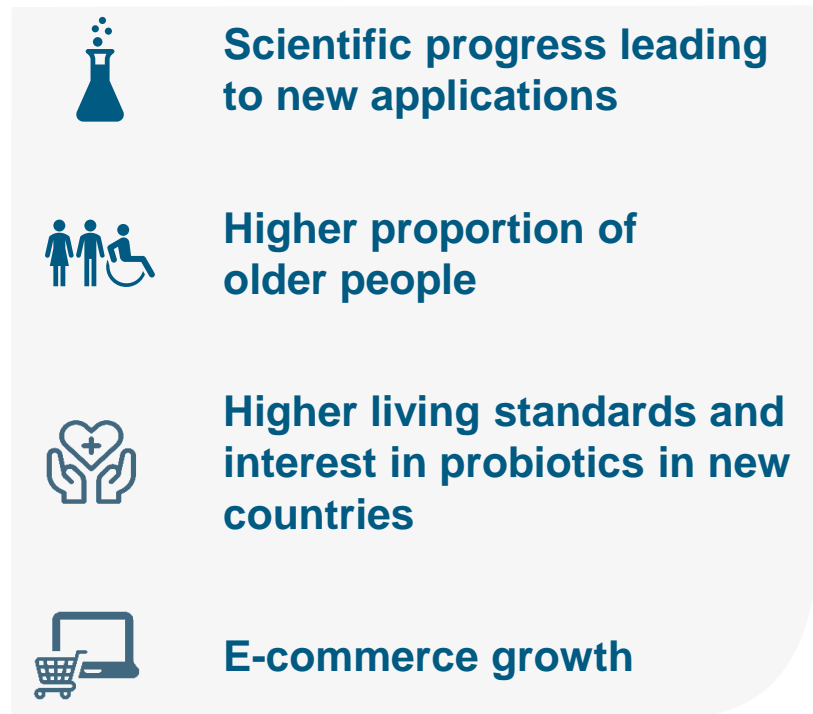 Scientific progress leading
to new applications
Higher proportion of
older people
Higher living standards and
interest in probiotics in new
countries
E-commerce growth